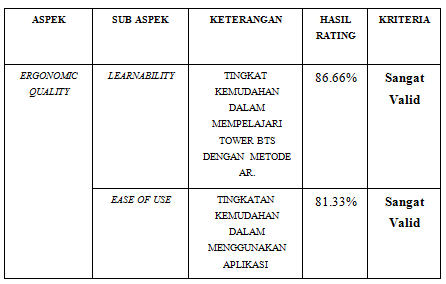 ASPEK SUB ASPEK KETERANGAN HASIL KRITERIA
RATING
ERGONOMIC LEARNABILITY TINGKAT 86.66% Sangat
QUALITY KEMUDAHAN Valid
DALAM
MEMPELAJARI
TOWER BTS
DENGAN METODE
AR.
EASE OF USE TINGKATAN 81.33% Sangat
KEMUDAHAN Valid
DALAM
MENGGUNAKAN
APLIKASI